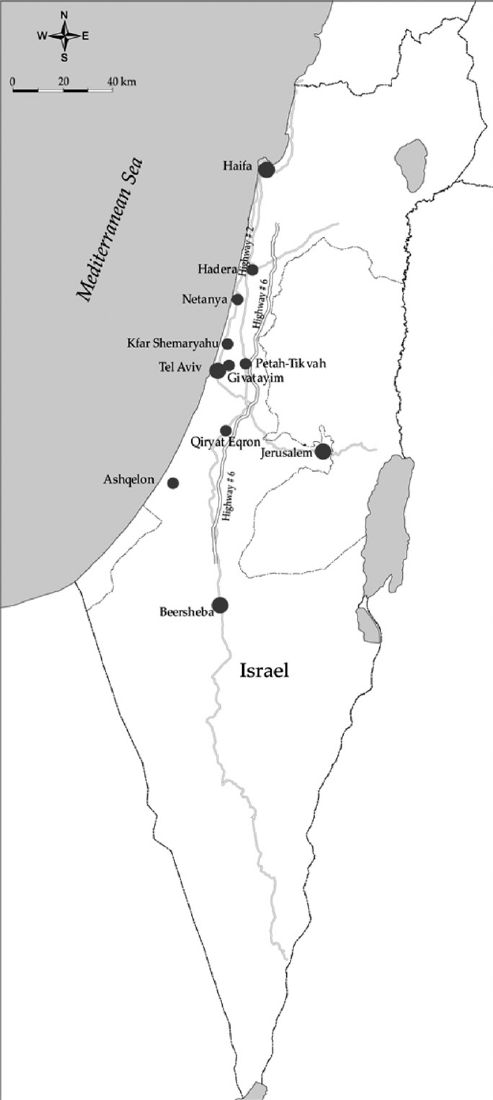 N
W E
S
0 20 40 km
Mediterranean Sea
Haifa
Highway # 2
Hadera
Netanya
Highway # 6
Kfar Shemaryahu
Tel Aviv
Petah-Tikvah
Givatayim
Qiryat Eqron
Jerusalem
Ashqelon
Highway # 6
Beersheba
Israel